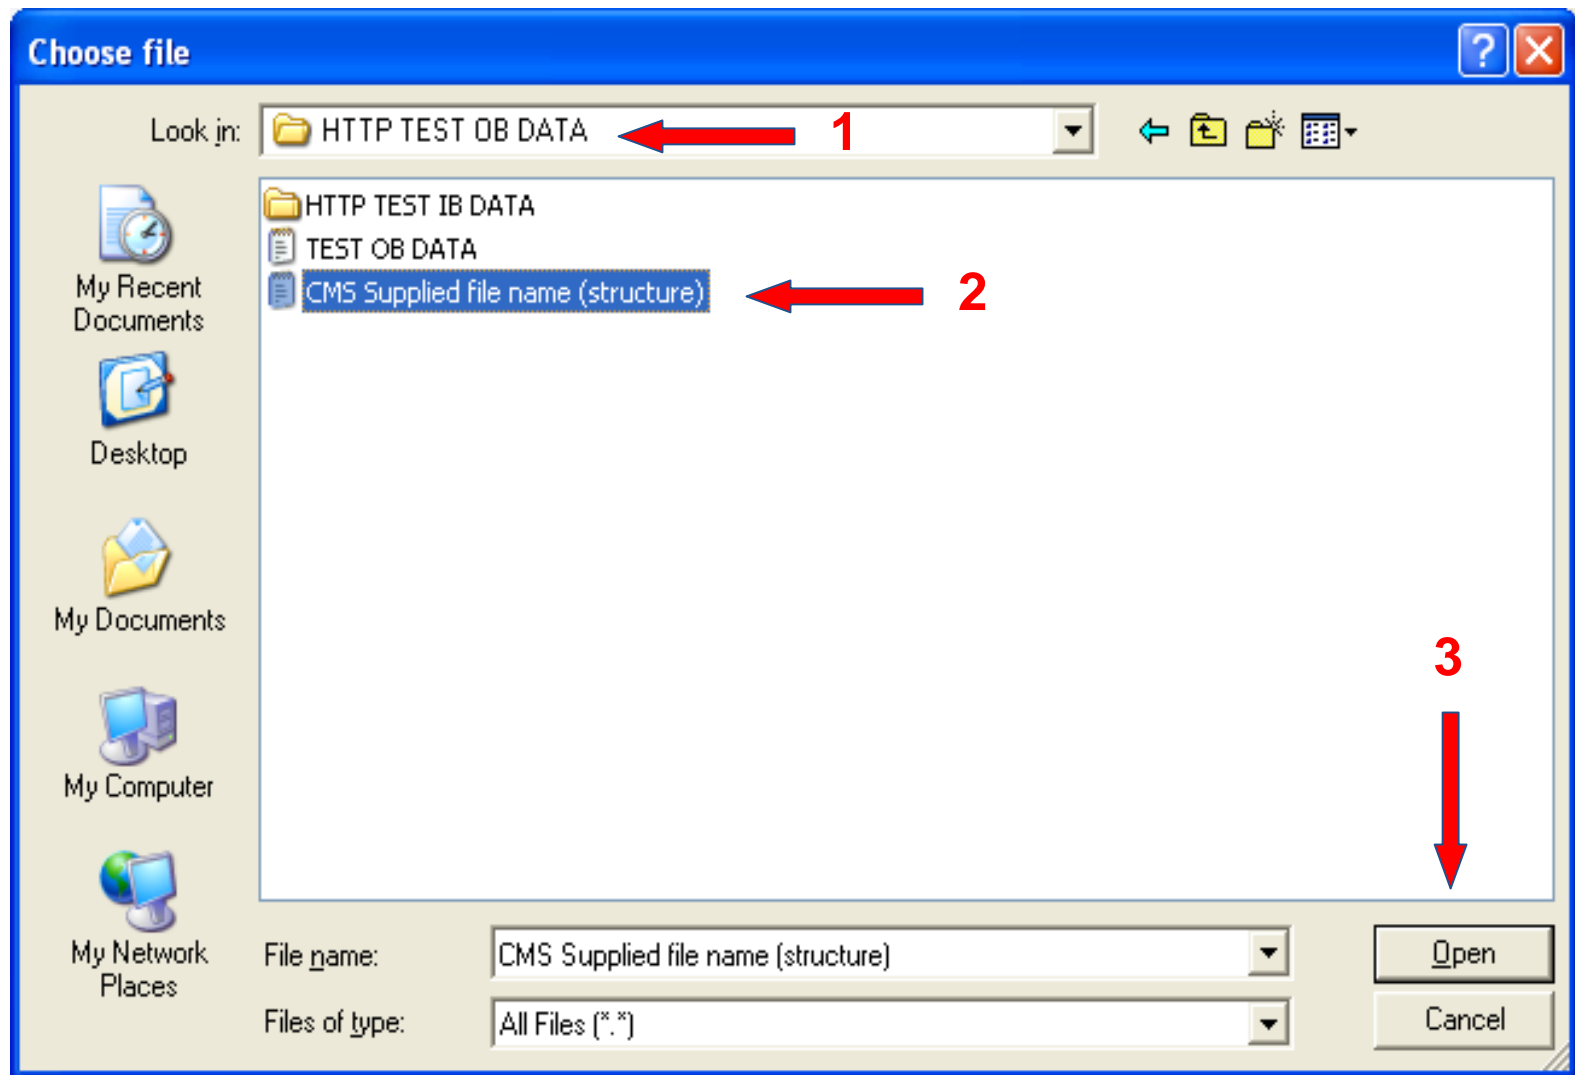 Choose file
?
Look in:
HTTP TEST OB DATA
1
HTTP TEST IB DATA
TEST OB DATA
CMS Supplied file name (structure)
2
My Recent
Documents
Desktop
My Documents
My Computer
My Network
Places
3
File name:
CMS Supplied file name (structure)
Open
Files of type:
All Files (*.*)
Cancel